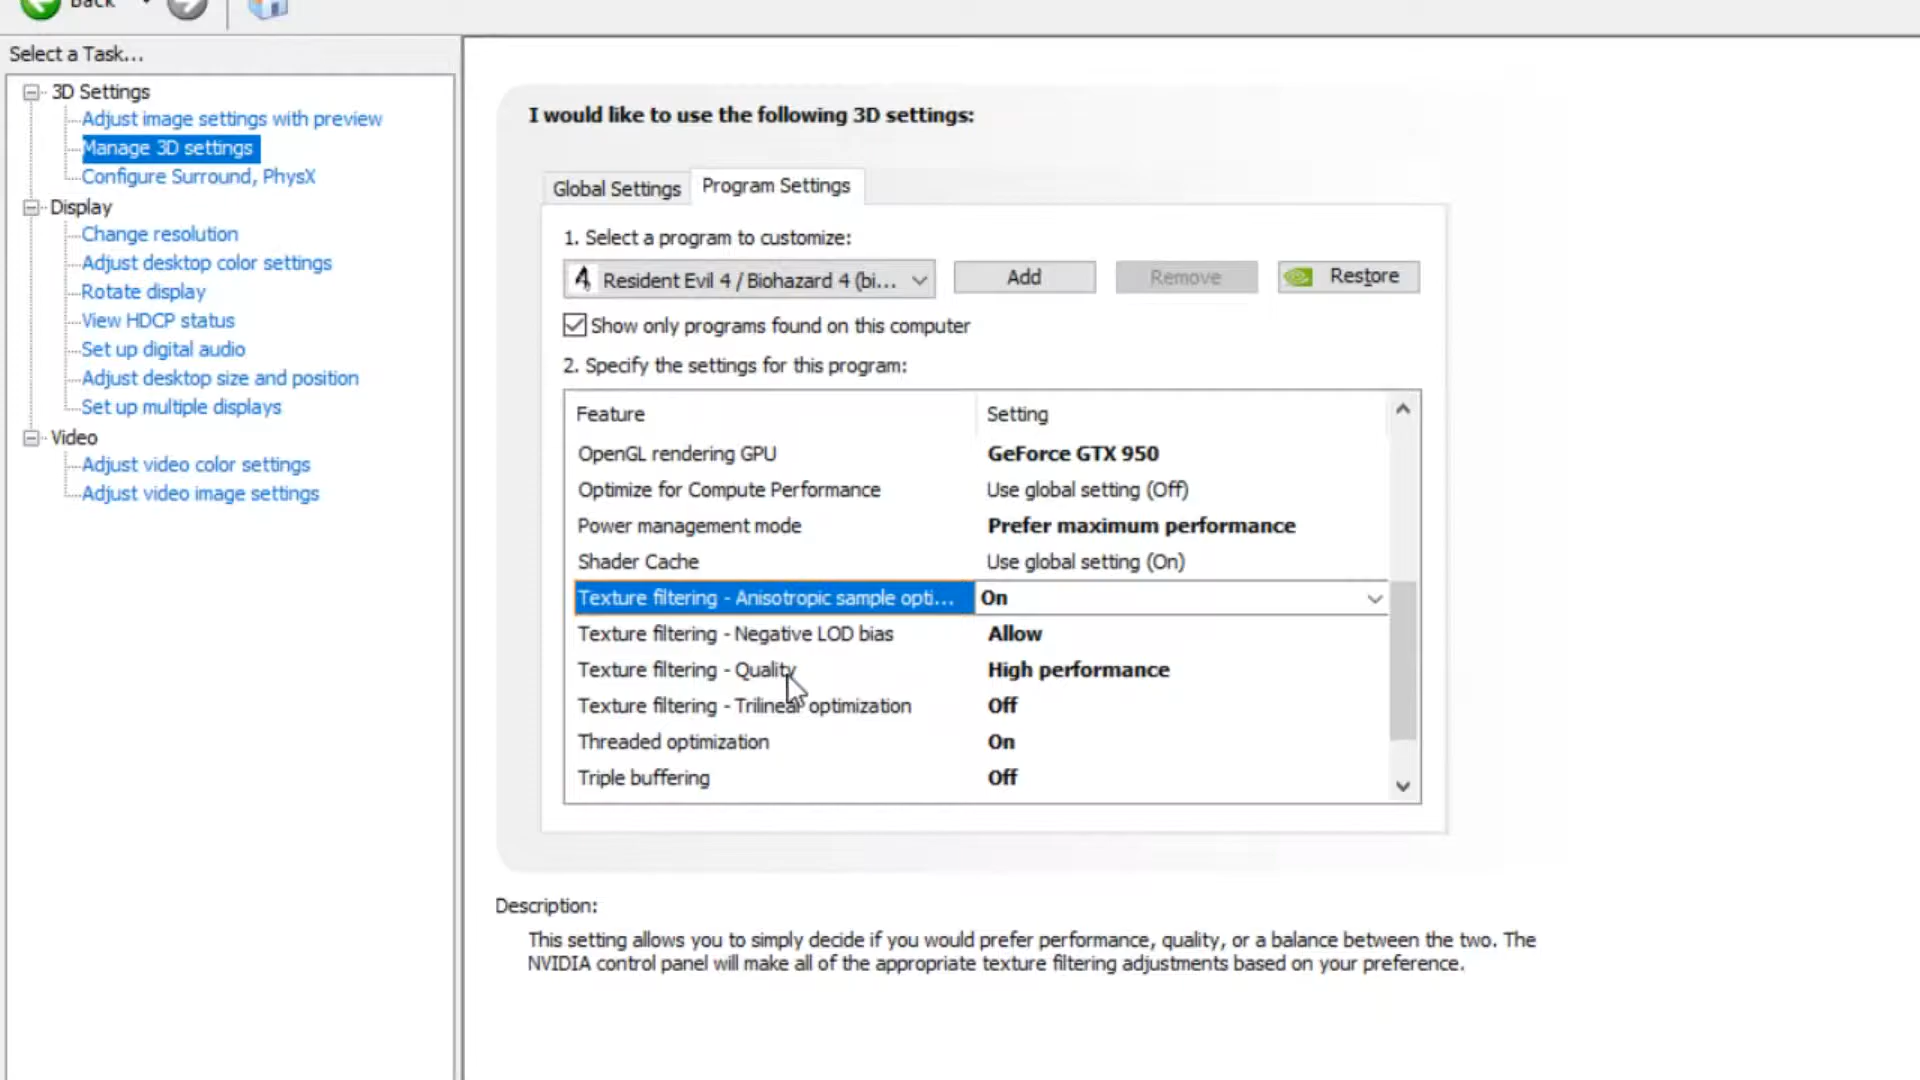 Back
Select a Task...
3D Settings
Adjust image settings with preview
Manage 3D settings
Configure Surround, PhysX
Display
Change resolution
Adjust desktop color settings
Rotate display
View HDCP status
Set up digital audio
Adjust desktop size and position
Set up multiple displays
Video
Adjust video color settings
Adjust video image settings
I would like to use the following 3D settings:
Global Settings Program Settings
1. Select a program to customize:
Resident Evil 4 / Biohazard 4 (bi... Add Remove Restore
Show only programs found on this computer
2. Specify the settings for this program:
Feature Setting
OpenGL rendering GPU GeForce GTX 950
Optimize for Compute Performance Use global setting (Off)
Power management mode Prefer maximum performance
Shader Cache Use global setting (On)
Texture filtering - Anisotropic sample opti... On
Texture filtering - Negative LOD bias Allow
Texture filtering - Quality High performance
Texture filtering - Trilinear optimization Off
Threaded optimization On
Triple buffering Off
Description:
This setting allows you to simply decide if you would prefer performance, quality, or a balance between the two. The
NVIDIA control panel will make all of the appropriate texture filtering adjustments based on your preference.